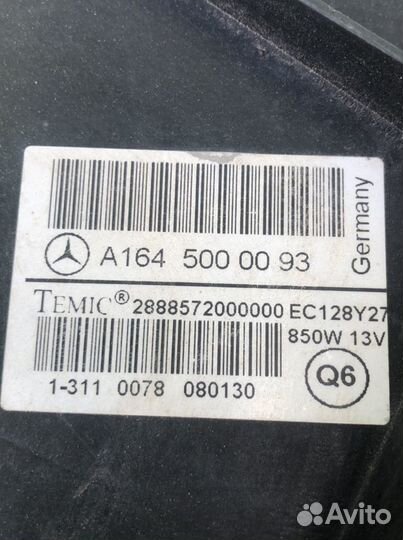 A164 500 00 93
Germany
TEMIC® 2888572000000 EC128Y27
850W 13V
1-311 0078 080130
Q6
Avito